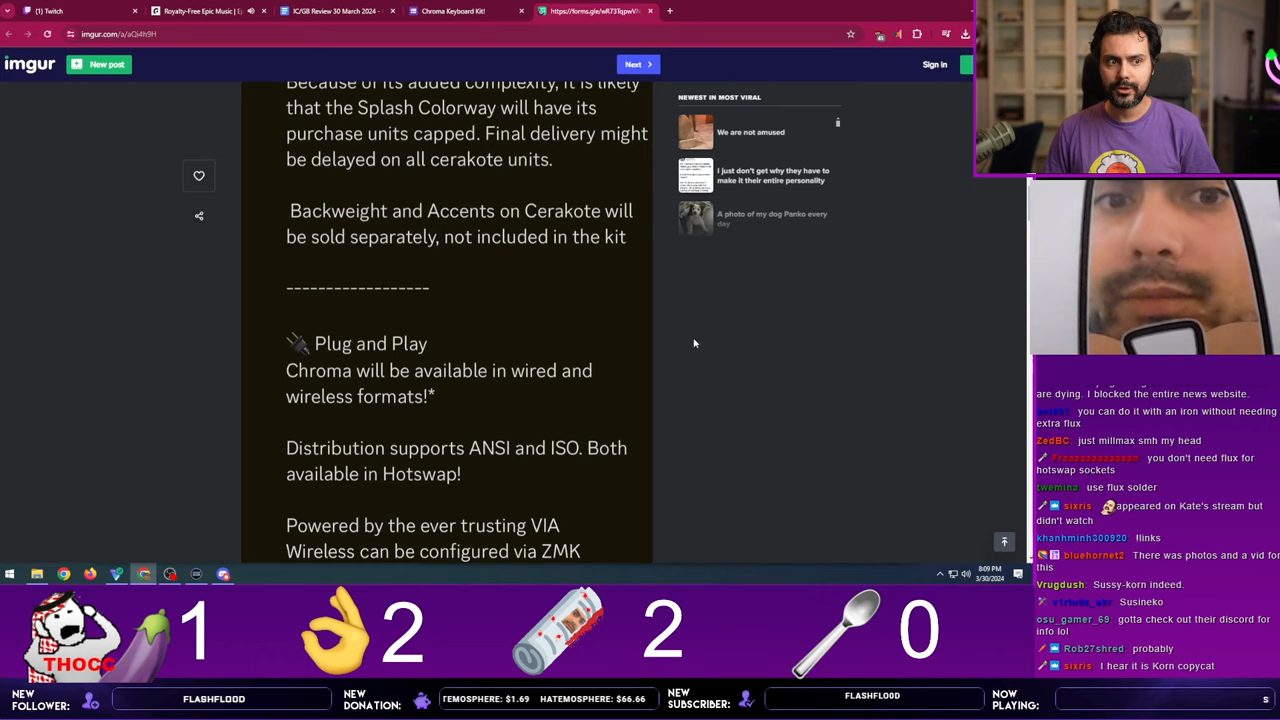 Twitch
Royalty-Free Epic Music | E
IC/GB Review 30 March 2024 -
Chroma Keyboard Kit!
https://forms.gle/wR73TqpwVN
imgur.com/a/aQi4h9H
imgur
New post
Next
Sign in
Because of its added complexity, it is likely
that the Splash Colorway will have its
purchase units capped. Final delivery might
be delayed on all cerakote units.
Backweight and Accents on Cerakote will
be sold separately, not included in the kit
------------------
Plug and Play
Chroma will be available in wired and
wireless formats!*
Distribution supports ANSI and ISO. Both
available in Hotswap!
Powered by the ever trusting VIA
Wireless can be configured via ZMK
NEWEST IN MOST VIRAL
We are not amused
I just don't get why they have to
make it their entire personality
A photo of my dog Panko every
day
are dying. I blocked the entire news website.
you can do it with an iron without needing
extra flux
ZedBC: just millmax smh my head
you don't need flux for
hotswap sockets
twemina: use flux solder
sixris: appeared on Kate's stream but
didn't watch
khanhminh300920: !links
bluehornet2: There was photos and a vid for
this
Vrugdush: Sussy-korn indeed.
v1rtu0z_ukr: Susineko
osu_gamer_69: gotta check out their discord for
info lol
Rob27shred: probably
sixris: I hear it is Korn copycat
8:09 PM
3/30/2024
THOCC
1
2
2
0
NEW
FOLLOWER:
FLASHFLOOD
NEW
DONATION:
TEMOSPHERE: $1.69 HATEMOSPHERE: $66.66
NEW
SUBSCRIBER:
FLASHFLOOD
NOW
PLAYING:
S